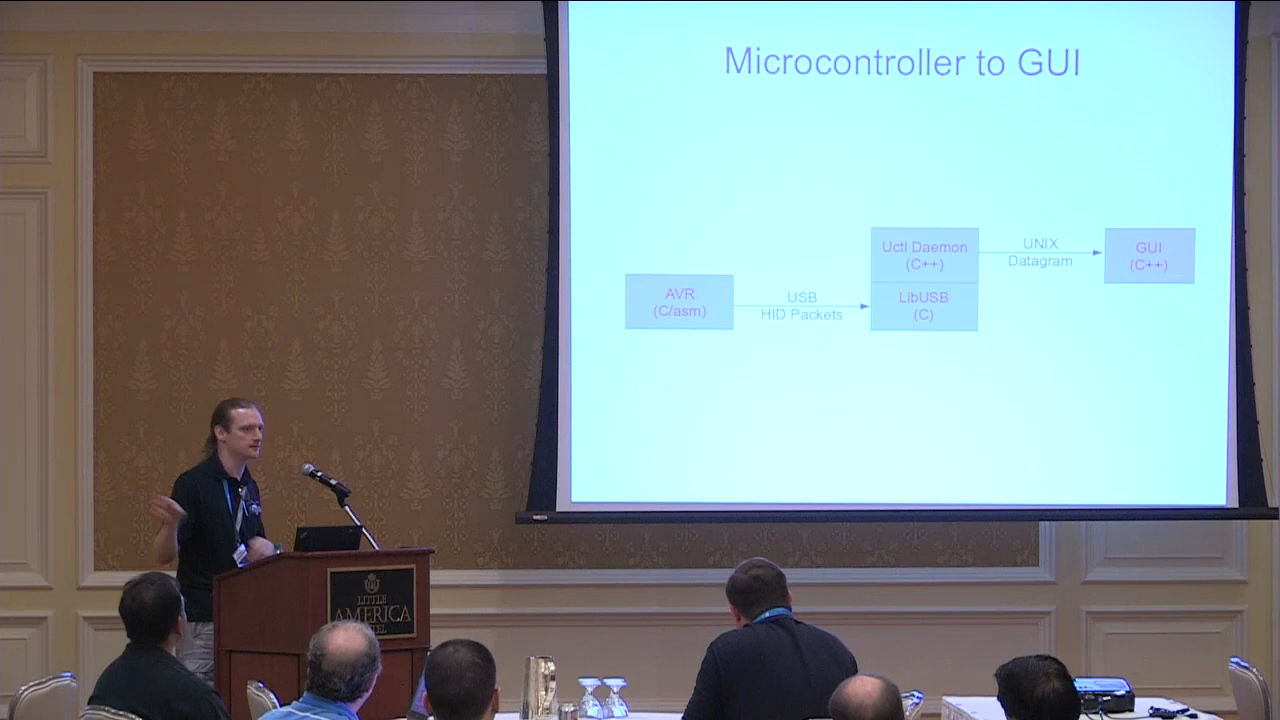 Microcontroller to GUI
Uctl Daemon
(C++)
UNIX
Datagram
GUI
(C++)
AVR
(C/asm)
USB
HID Packets
LibUSB
(C)
LITTLE
AMERICA